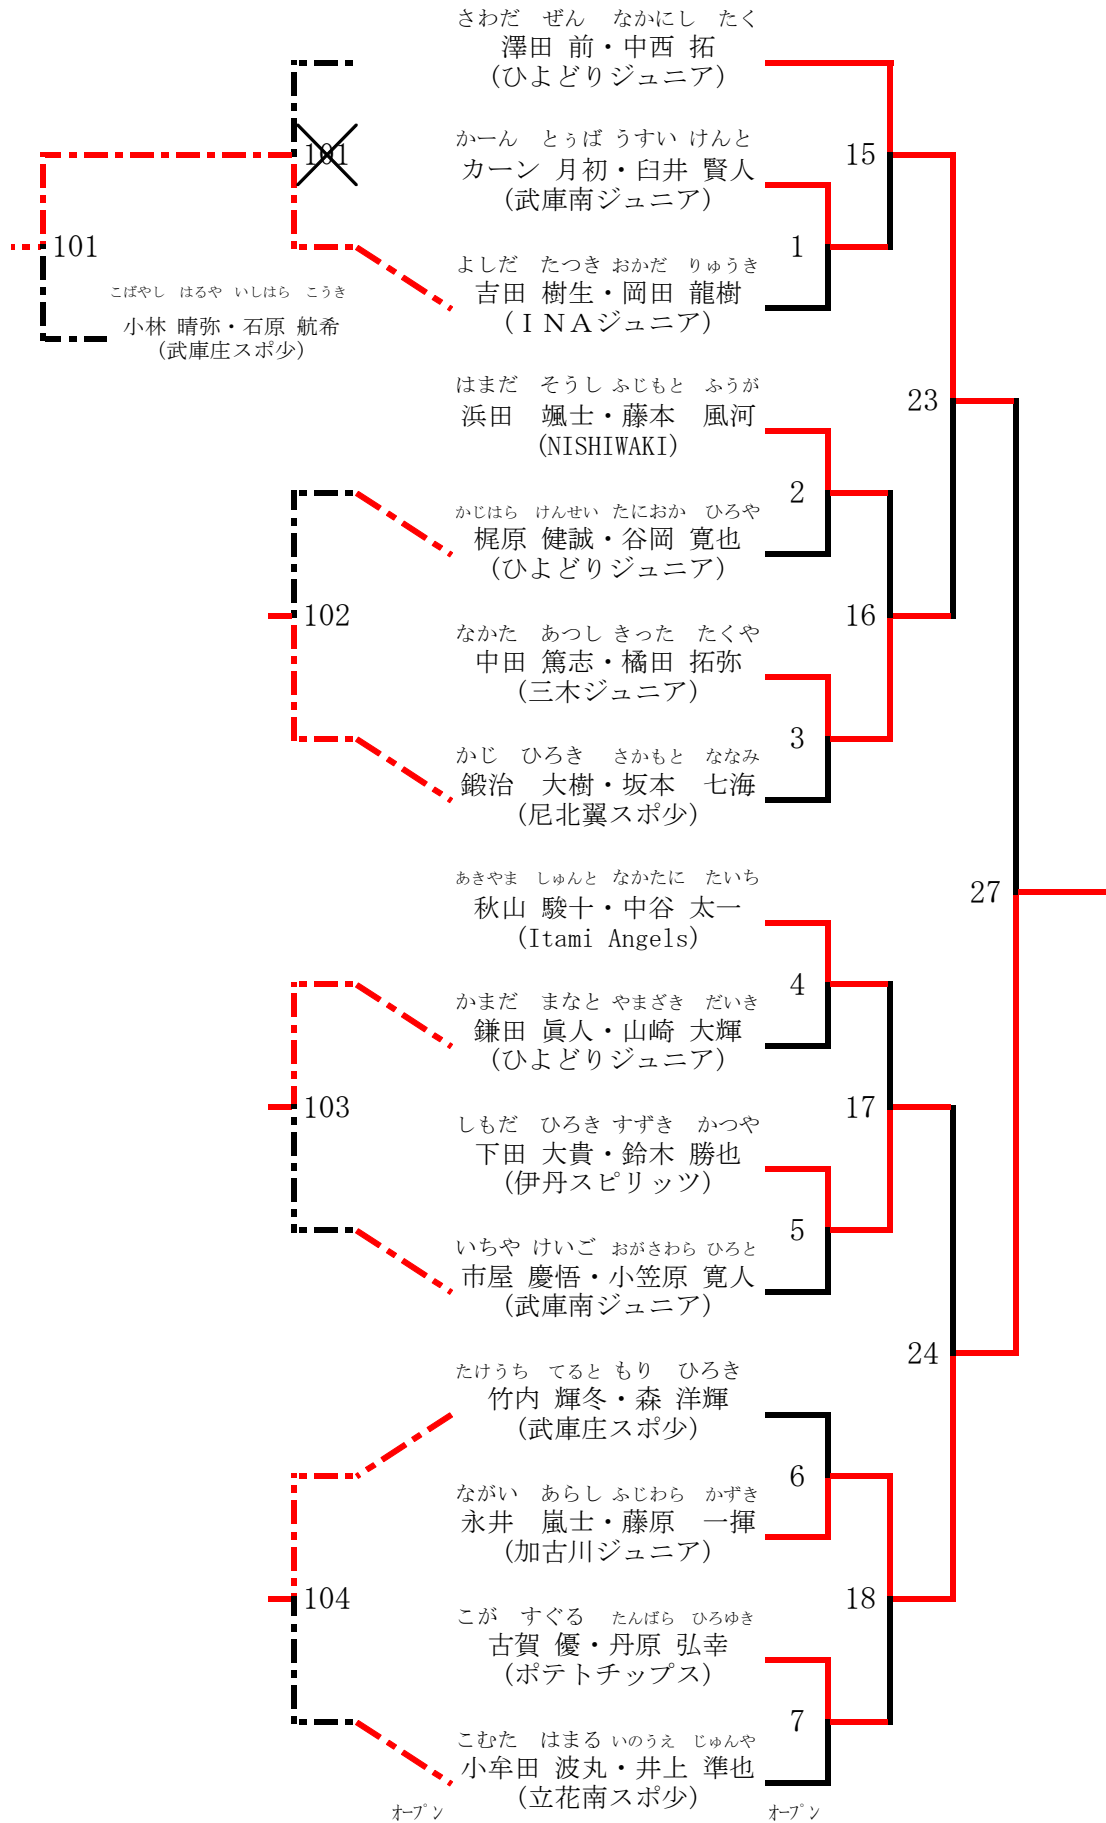 さわだ ぜん なかにし たく
澤田 前・中西 拓
(ひよどりジュニア)
101
かーん とぅば うすい けんと
カーン 月初・臼井 賢人
(武庫南ジュニア)
15
101
1
よしだ たつき おかだ りゅうき
吉田 樹生・岡田 龍樹
(ＩＮＡジュニア)
こばやし はるや いしはら こうき
小林 晴弥・石原 航希
(武庫庄スポ少)
はまだ そうし ふじもと ふうが
浜田 颯士・藤本 風河
(NISHIWAKI)
23
2
かじはら けんせい たにおか ひろや
梶原 健誠・谷岡 寛也
(ひよどりジュニア)
102
16
なかた あつし きった たくや
中田 篤志・橘田 拓弥
(三木ジュニア)
3
かじ ひろき さかもと ななみ
鍛治 大樹・坂本 七海
(尼北翼スポ少)
あきやま しゅんと なかたに たいち
秋山 駿十・中谷 太一
(Itami Angels)
27
4
かまだ まなと やまざき だいき
鎌田 眞人・山崎 大輝
(ひよどりジュニア)
103
17
しもだ ひろき すずき かつや
下田 大貴・鈴木 勝也
(伊丹スピリッツ)
5
いちや けいご おがさわら ひろと
市屋 慶悟・小笠原 寛人
(武庫南ジュニア)
24
たけうち てると もり ひろき
竹内 輝冬・森 洋輝
(武庫庄スポ少)
6
ながい あらし ふじわら かずき
永井 嵐士・藤原 一揮
(加古川ジュニア)
104
18
こが すぐる たんばら ひろゆき
古賀 優・丹原 弘幸
(ポテトチップス)
7
こむた はまる いのうえ じゅんや
小牟田 波丸・井上 準也
(立花南スポ少)
ｵｰﾌﾟﾝ
ｵｰﾌﾟﾝ